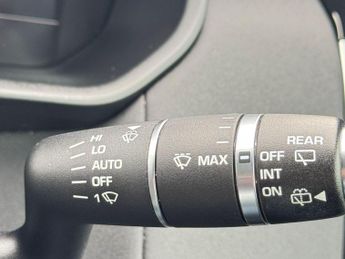 HI
LO
AUTO
OFF
1
MAX
REAR
OFF
INT
ON